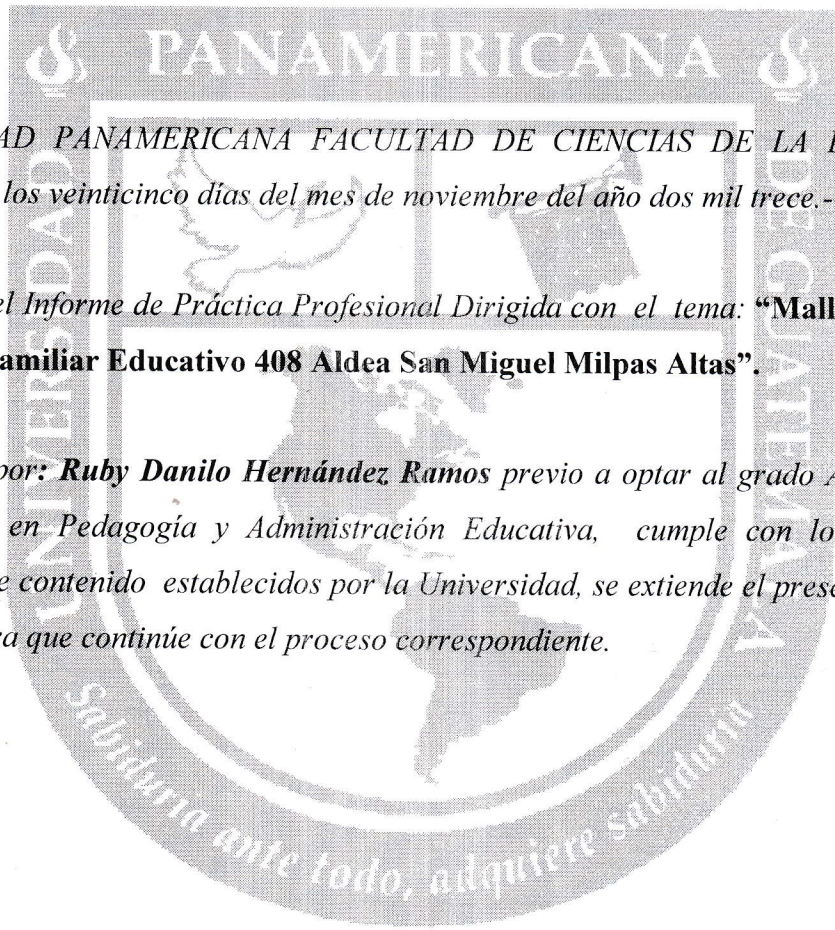 PANAMERICANA
UNIVERSIDAD
DE GUATEMALA
AD PANAMERICANA FACULTAD DE CIENCIAS DE LA
los veinticinco días del mes de noviembre del año dos mil trece.-
el Informe de Práctica Profesional Dirigida con el tema: “Mall
amiliar Educativo 408 Aldea San Miguel Milpas Altas”.
por: Ruby Danilo Hernández Ramos previo a optar al grado A
en Pedagogía y Administración Educativa, cumple con lo
e contenido establecidos por la Universidad, se extiende el prese
ra que continúe con el proceso correspondiente.
Sabiduría ante todo, adquiere sabiduría